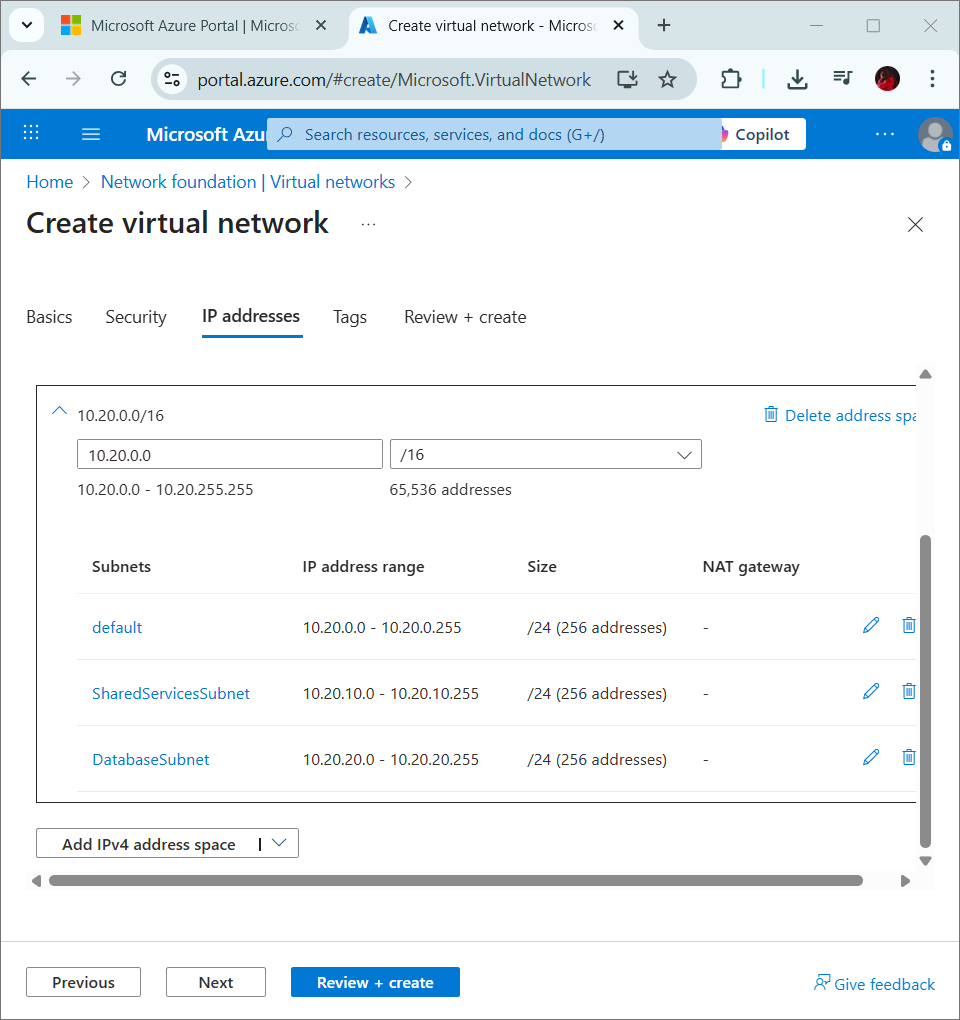 Microsoft Azure Portal | Micros
Create virtual network - Micros
portal.azure.com/#create/Microsoft.VirtualNetwork
Microsoft Azu
Search resources, services, and docs (G+/)
Copilot
Home > Network foundation | Virtual networks >
Create virtual network ...
Basics Security IP addresses Tags Review + create
10.20.0.0/16 Delete address spa
10.20.0.0 /16
10.20.0.0 - 10.20.255.255 65,536 addresses
Subnets IP address range Size NAT gateway
default 10.20.0.0 - 10.20.0.255 /24 (256 addresses) -
SharedServicesSubnet 10.20.10.0 - 10.20.10.255 /24 (256 addresses) -
DatabaseSubnet 10.20.20.0 - 10.20.20.255 /24 (256 addresses) -
Add IPv4 address space |
Previous Next Review + create Give feedback